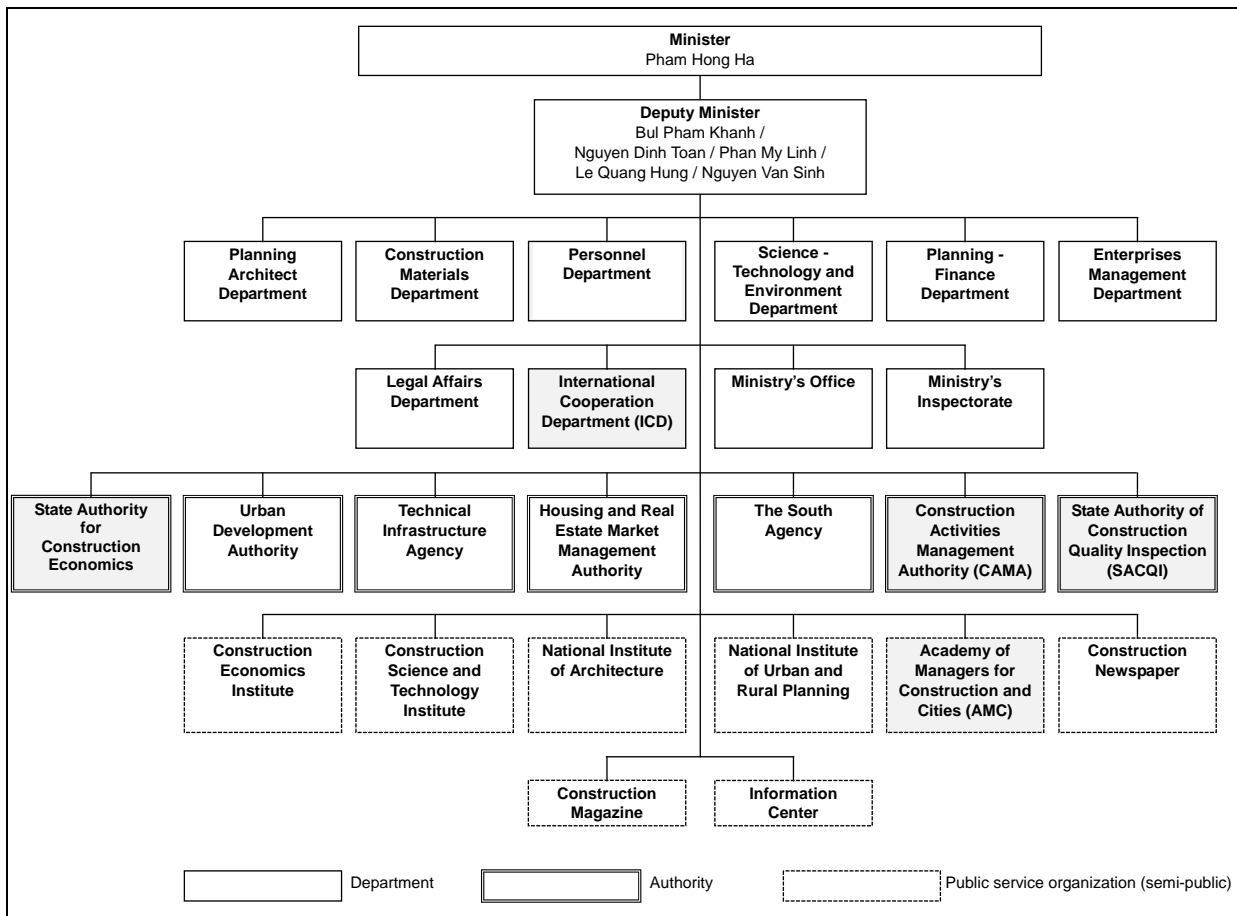 Minister
Pham Hong Ha
Deputy Minister
Bul Pham Khanh /
Nguyen Dinh Toan / Phan My Linh /
Le Quang Hung / Nguyen Van Sinh
Planning
Architect
Department
Construction
Materials
Department
Personnel
Department
Science -
Technology and
Environment
Department
Planning -
Finance
Department
Enterprises
Management
Department
Legal Affairs
Department
International
Cooperation
Department (ICD)
Ministry's Office
Ministry's
Inspectorate
State Authority
for
Construction
Economics
Urban
Development
Authority
Technical
Infrastructure
Agency
Housing and Real
Estate Market
Management
Authority
The South
Agency
Construction
Activities
Management
Authority (CAMA)
State Authority of
Construction
Quality Inspection
(SACQI)
Construction
Economics
Institute
Construction
Science and
Technology
Institute
National Institute
of Architecture
National Institute
of Urban and
Rural Planning
Academy of
Managers for
Construction and
Cities (AMC)
Construction
Newspaper
Construction
Magazine
Information
Center
Department
Authority
Public service organization (semi-public)